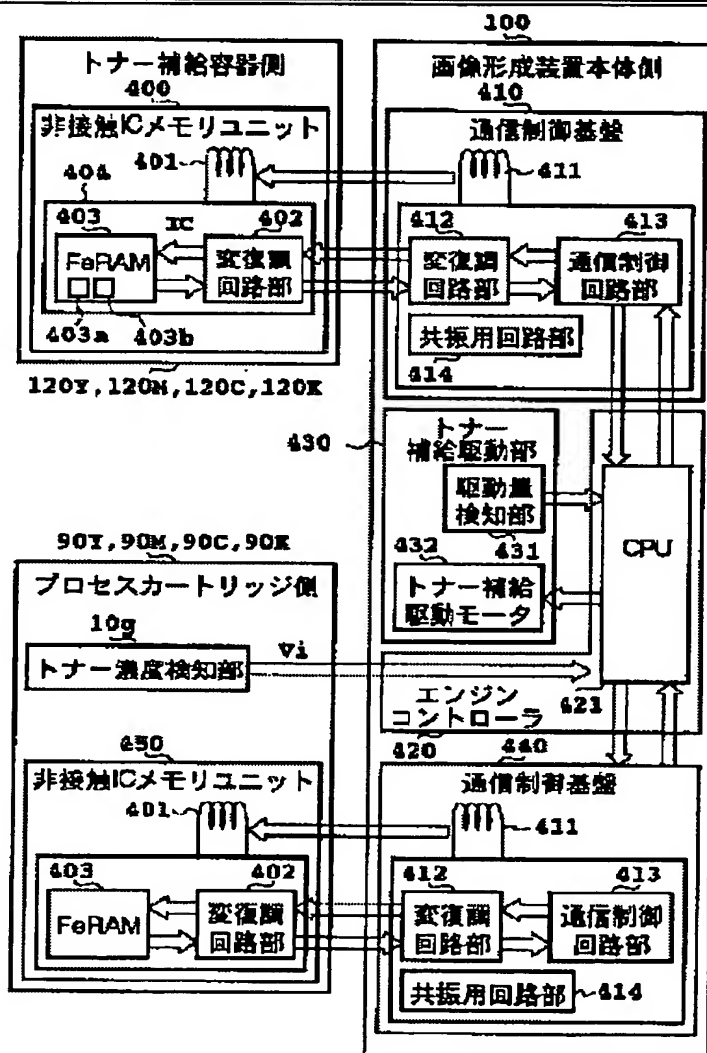 100
トナー補給容器側
400
非接触ICメモリユニット
401
404
403
IC
402
FeRAM
変復調
回路部
403a
403b
120Y,120M,120C,120K
画像形成装置本体側
410
通信制御基盤
411
412
413
変復調
回路部
通信制御
回路部
共振用回路部
414
430
トナー
補給駆動部
駆動量
検知部
431
432
トナー補給
駆動モータ
CPU
421
エンジン
コントローラ
420
90Y,90M,90C,90K
プロセスカートリッジ側
10g
トナー濃度検知部
Vi
450
非接触ICメモリユニット
401
403
402
FeRAM
変復調
回路部
440
通信制御基盤
411
412
413
変復調
回路部
通信制御
回路部
共振用回路部
414